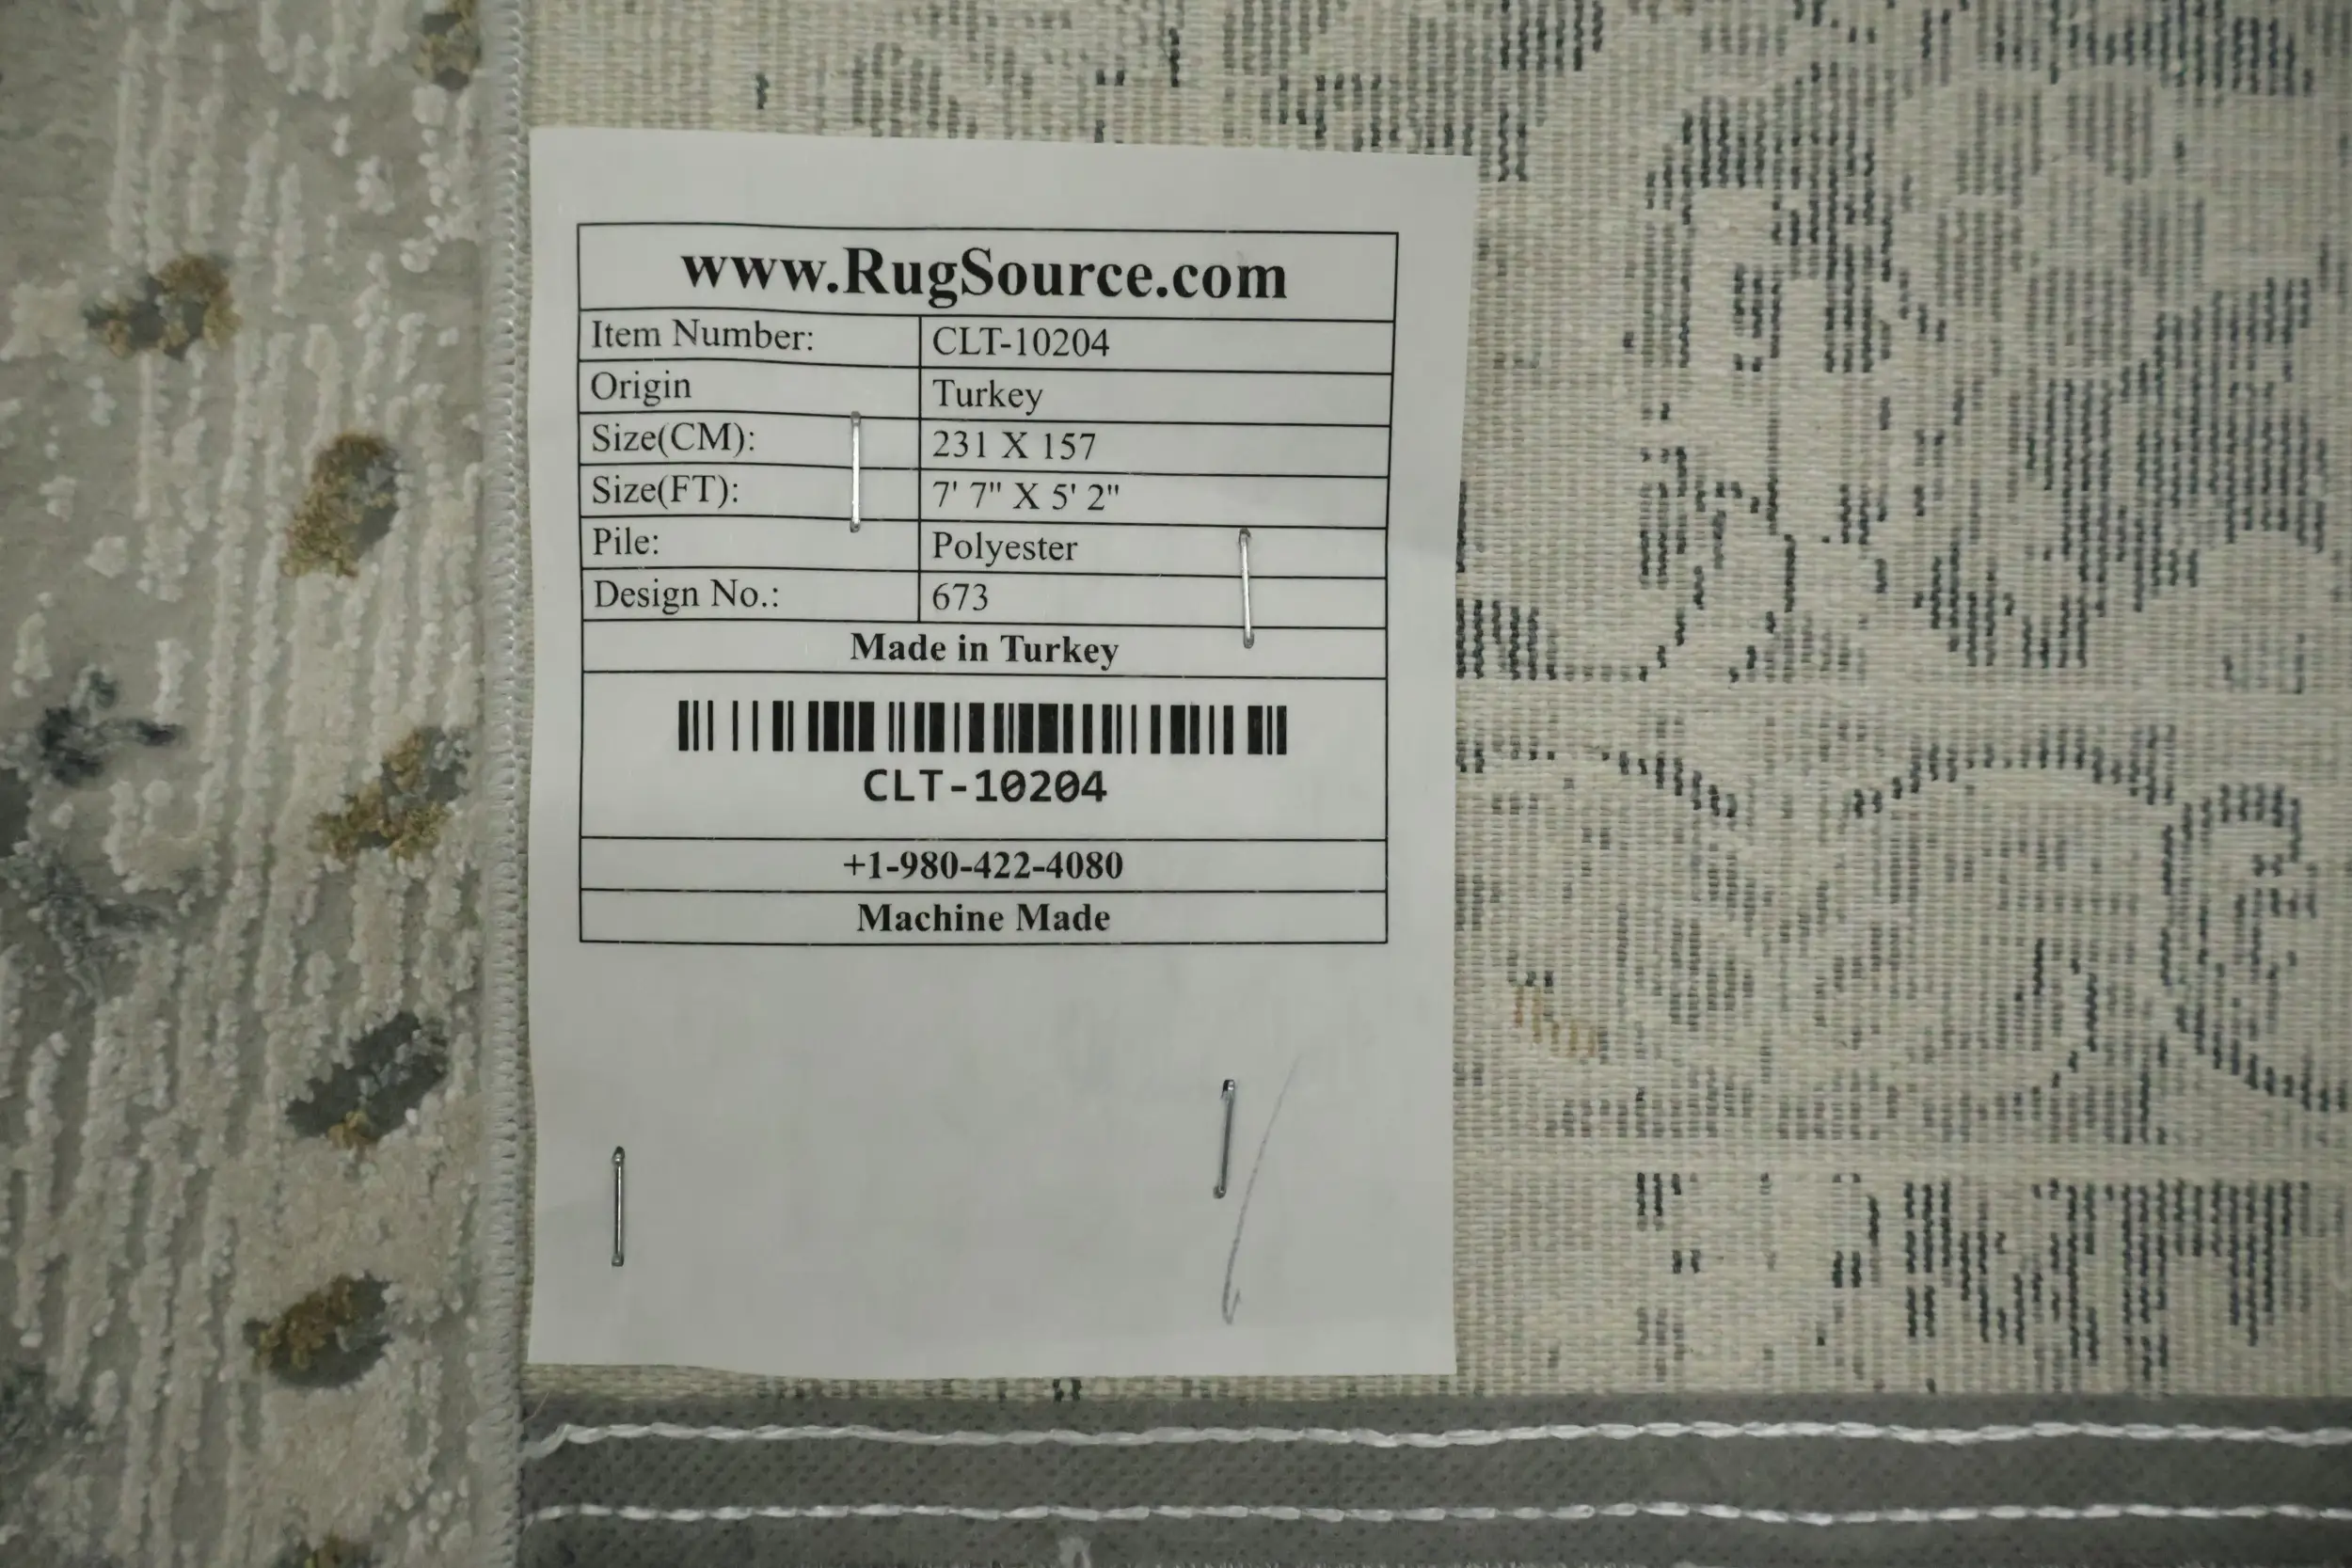 www.RugSource.com
Item Number: CLT-10204
Origin Turkey
Size(CM): 231 X 157
Size(FT): 7' 7" X 5' 2"
Pile: Polyester
Design No.: 673
Made in Turkey
CLT-10204
+1-980-422-4080
Machine Made